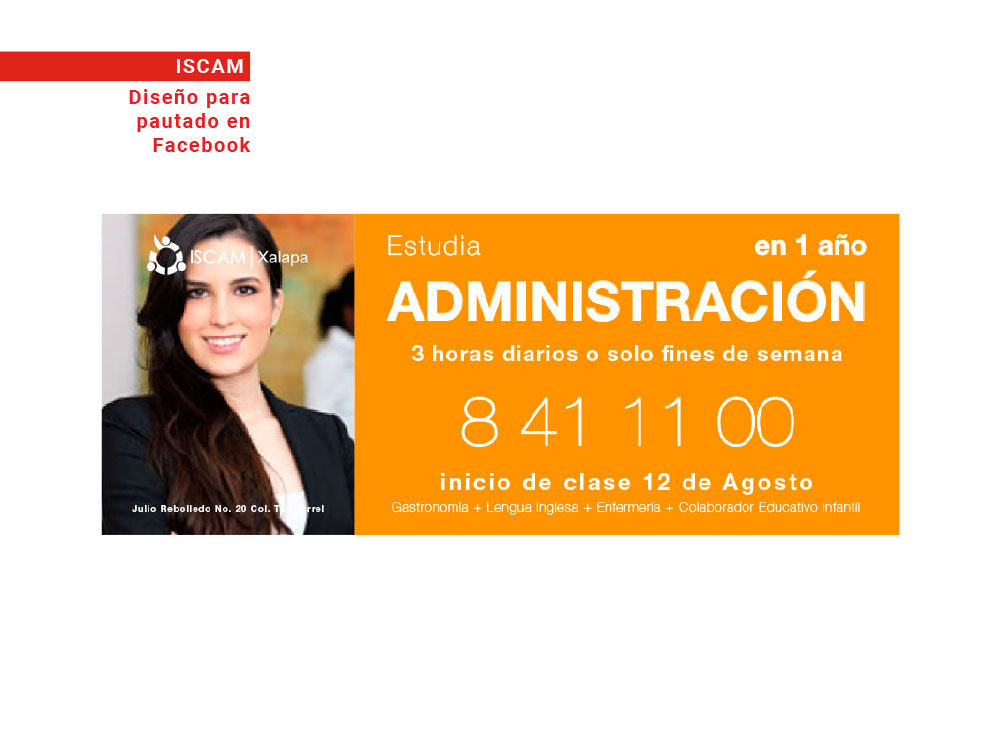 ISCAM
Diseño para
pautado en
Facebook
ISCAM | Xalapa
Estudia en 1 año
ADMINISTRACIÓN
3 horas diarios o solo fines de semana
8 41 11 00
inicio de clase 12 de Agosto
Gastronomía + Lengua Inglesa + Enfermería + Colaborador Educativo Infantil
Julio Rebolledo No. 20 Col.